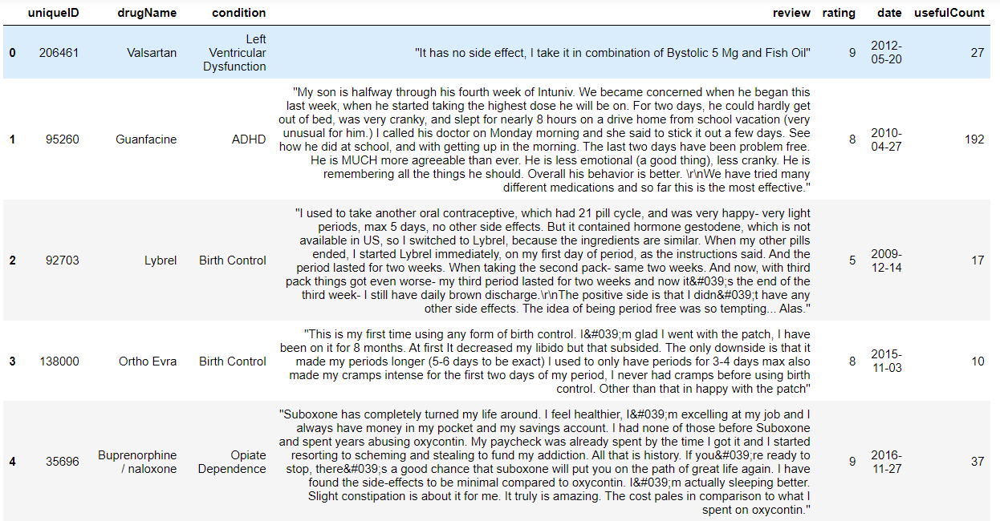 uniqueID drugName condition review rating date usefulCount
0 206461 Valsartan Left Ventricular Dysfunction "It has no side effect, I take it in combination of Bystolic 5 Mg and Fish Oil" 9 2012-05-20 27
1 95260 Guanfacine ADHD "My son is halfway through his fourth week of Intuniv. We became concerned when he began this
last week, when he started taking the highest dose he will be on. For two days, he could hardly get
out of bed, was very cranky, and slept for nearly 8 hours on a drive home from school vacation (very
unusual for him.) I called his doctor on Monday morning and she said to stick it out a few days. See
how he did at school, and with getting up in the morning. The last two days have been problem free.
He is MUCH more agreeable than ever. He is less emotional (a good thing), less cranky. He is
remembering all the things he should. Overall his behavior is better. \r\nWe have tried many
different medications and so far this is the most effective." 8 2010-04-27 192
2 92703 Lybrel Birth Control "I used to take another oral contraceptive, which had 21 pill cycle, and was very happy- very light
periods, max 5 days, no other side effects. But it contained hormone gestodene, which is not
available in US, so I switched to Lybrel, because the ingredients are similar. When my other pills
ended, I started Lybrel immediately, on my first day of period, as the instructions said. And the
period lasted for two weeks. When taking the second pack- same two weeks. And now, with third
pack things got even worse- my third period lasted for two weeks and now it&#039;s the end of the
third week- I still have daily brown discharge.\r\nThe positive side is that I didn&#039;t have any
other side effects. The idea of being period free was so tempting... Alas." 5 2009-12-14 17
3 138000 Ortho Evra Birth Control "This is my first time using any form of birth control. I&#039;m glad I went with the patch, I have
been on it for 8 months. At first It decreased my libido but that subsided. The only downside is that it
made my periods longer (5-6 days to be exact) I used to only have periods for 3-4 days max also
made my cramps intense for the first two days of my period, I never had cramps before using birth
control. Other than that in happy with the patch" 8 2015-11-03 10
4 35696 Buprenorphine / naloxone Opiate Dependence "Suboxone has completely turned my life around. I feel healthier, I&#039;m excelling at my job and I
always have money in my pocket and my savings account. I had none of those before Suboxone
and spent years abusing oxycontin. My paycheck was already spent by the time I got it and I started
resorting to scheming and stealing to fund my addiction. All that is history. If you&#039;re ready to
stop, there&#039;s a good chance that suboxone will put you on the path of great life again. I have
found the side-effects to be minimal compared to oxycontin. I&#039;m actually sleeping better.
Slight constipation is about it for me. It truly is amazing. The cost pales in comparison to what I
spent on oxycontin." 9 2016-11-27 37